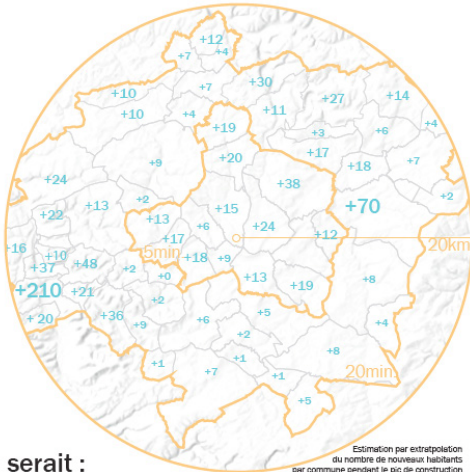 +12
+7 +4
+10 +7 +30
+10 +4 +11 +27 +14
+19 +3 +6 +4
+9 +20 +17 +18 +7
+24 +38
+22 +13 +2 +15 +70 +2
+13 +6 +24 +12
+16 +17 20km
+10 5min
+37 +48 +2 +18 +9
+210 +21 +0 +13 +19 +8
+20 +36 +2 +5
+9 +6 +2 +4
+1 +7 +1 +8
+1 20min
+5
serait :
Estimation par extratpolation
du nombre de nouveaux habitants
par commune pendant le pic de construction